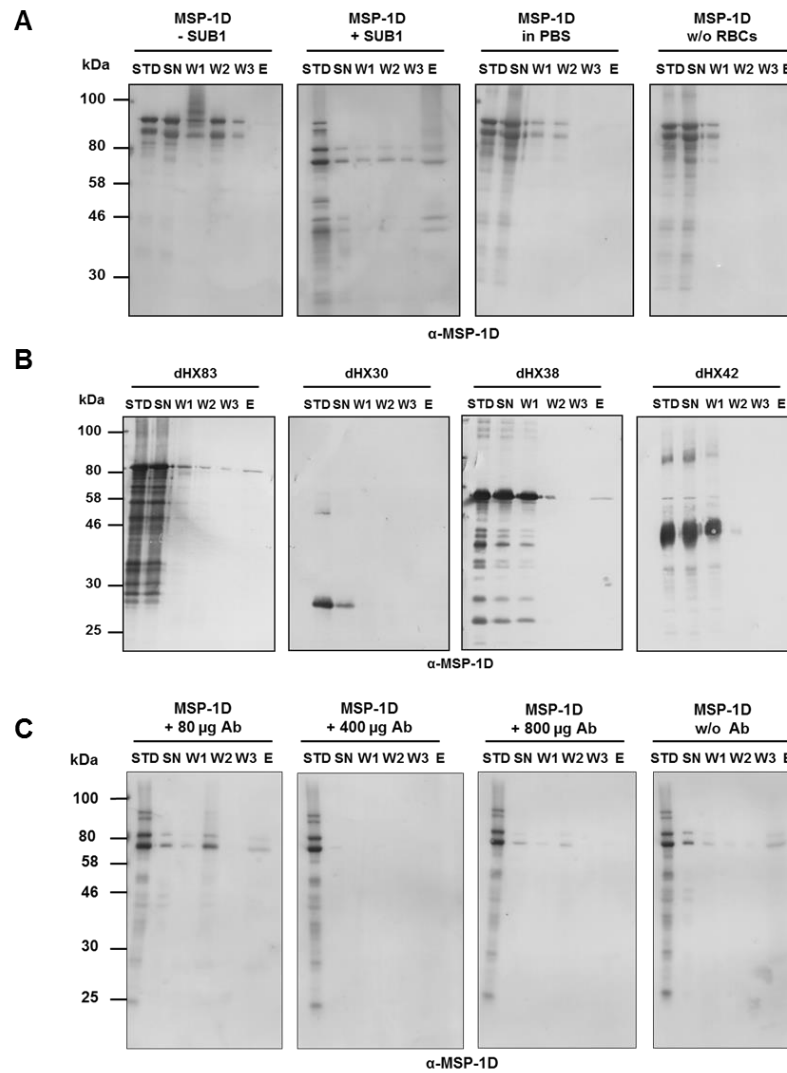 A
MSP-1D - SUB1
MSP-1D + SUB1
MSP-1D in PBS
MSP-1D w/o RBCs
kDa
STD SN W1 W2 W3 E
STD SN W1 W2 W3 E
STD SN W1 W2 W3 E
STD SN W1 W2 W3 E
100
80
58
46
30
α-MSP-1D
B
dHX83
dHX30
dHX38
dHX42
kDa
STD SN W1 W2 W3 E
STD SN W1 W2 W3 E
STD SN W1 W2 W3 E
STD SN W1 W2 W3 E
100
80
58
46
30
25
α-MSP-1D
C
MSP-1D + 80 µg Ab
MSP-1D + 400 µg Ab
MSP-1D + 800 µg Ab
MSP-1D w/o Ab
kDa
STD SN W1 W2 W3 E
STD SN W1 W2 W3 E
STD SN W1 W2 W3 E
STD SN W1 W2 W3 E
100
80
58
46
30
25
α-MSP-1D